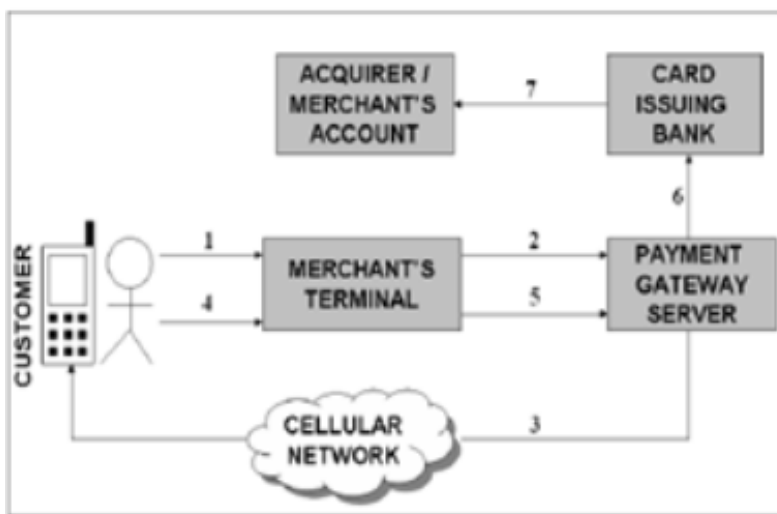 ACQUIRER /
MERCHANT'S
ACCOUNT
7
CARD
ISSUING
BANK
6
CUSTOMER
1
4
MERCHANT'S
TERMINAL
2
5
PAYMENT
GATEWAY
SERVER
CELLULAR
NETWORK
3